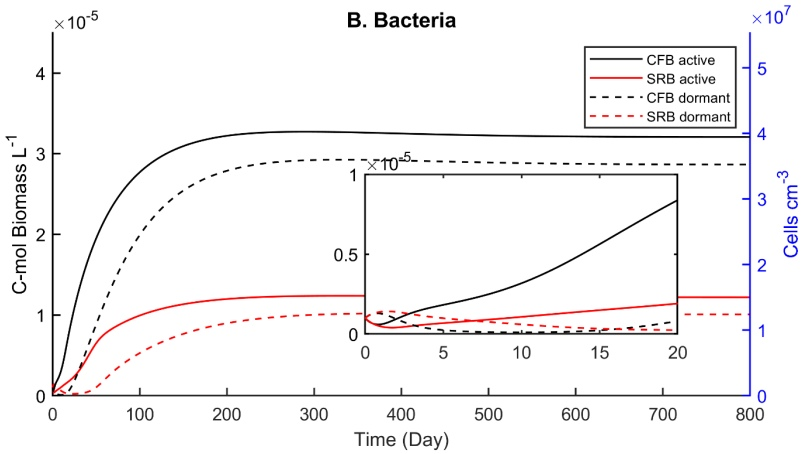 B. Bacteria
×10⁻⁵
×10⁷
CFB active
SRB active
CFB dormant
SRB dormant
C-mol Biomass L⁻¹
4
3
2
1
0
Cells cm⁻³
5
4
3
2
1
0
×10⁻⁵
1
0.5
0
0 5 10 15 20
0 100 200 300 400 500 600 700 800
Time (Day)